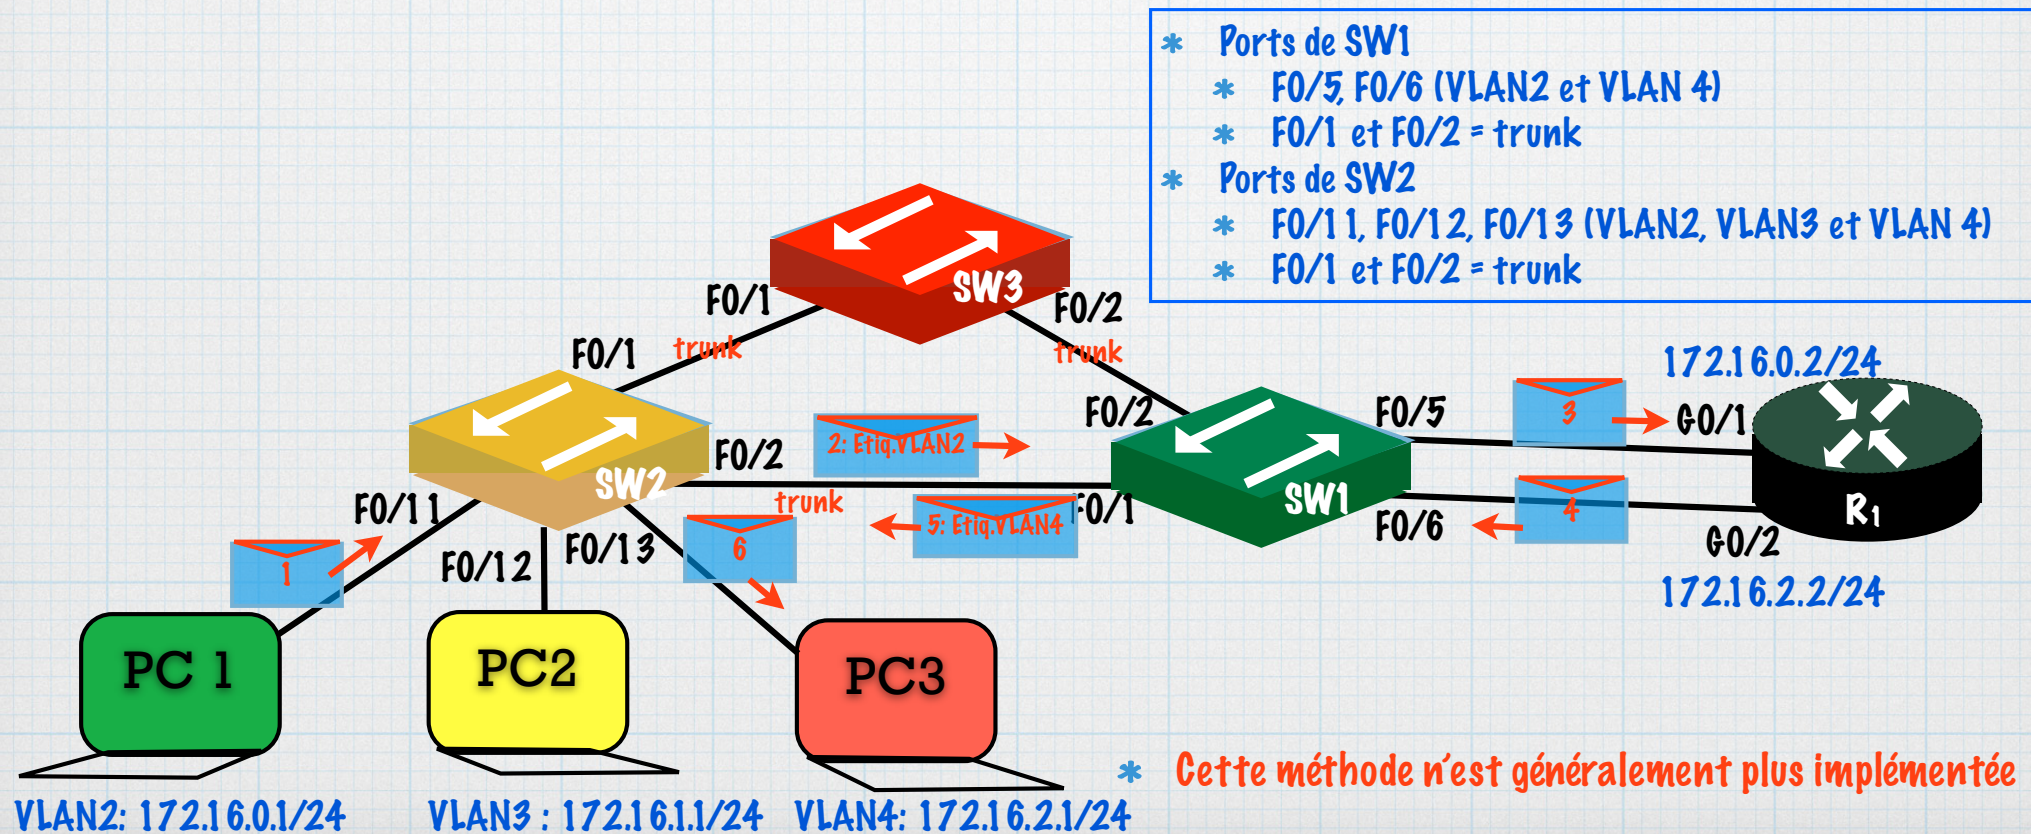 * Ports de SW1
* F0/5, F0/6 (VLAN2 et VLAN 4)
* F0/1 et F0/2 = trunk
* Ports de SW2
* F0/11, F0/12, F0/13 (VLAN2, VLAN3 et VLAN 4)
* F0/1 et F0/2 = trunk
SW3
F0/1
F0/2
trunk
trunk
F0/1
172.16.0.2/24
F0/2
F0/5
3
G0/1
2: Etiq.VLAN2
F0/2
SW2
trunk
SW1
R1
F0/11
F0/1
5: Etiq.VLAN4
4
F0/6
G0/2
F0/13
6
F0/12
1
172.16.2.2/24
PC 1
PC2
PC3
* Cette méthode n'est généralement plus implémentée
VLAN2: 172.16.0.1/24
VLAN3 : 172.16.1.1/24
VLAN4: 172.16.2.1/24